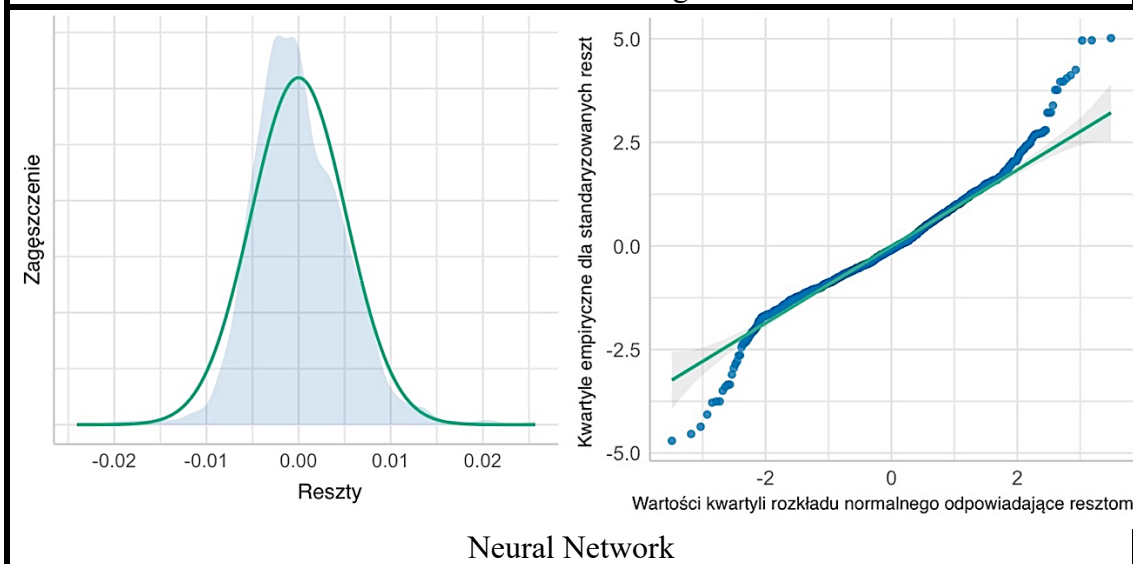 Zagęszczenie
-0.02 -0.01 0.00 0.01 0.02
Reszty
Kwartyle empiryczne dla standaryzowanych reszt
5.0
2.5
0.0
-2.5
-5.0
-2 0 2
Wartości kwartyli rozkładu normalnego odpowiadające resztom
Neural Network